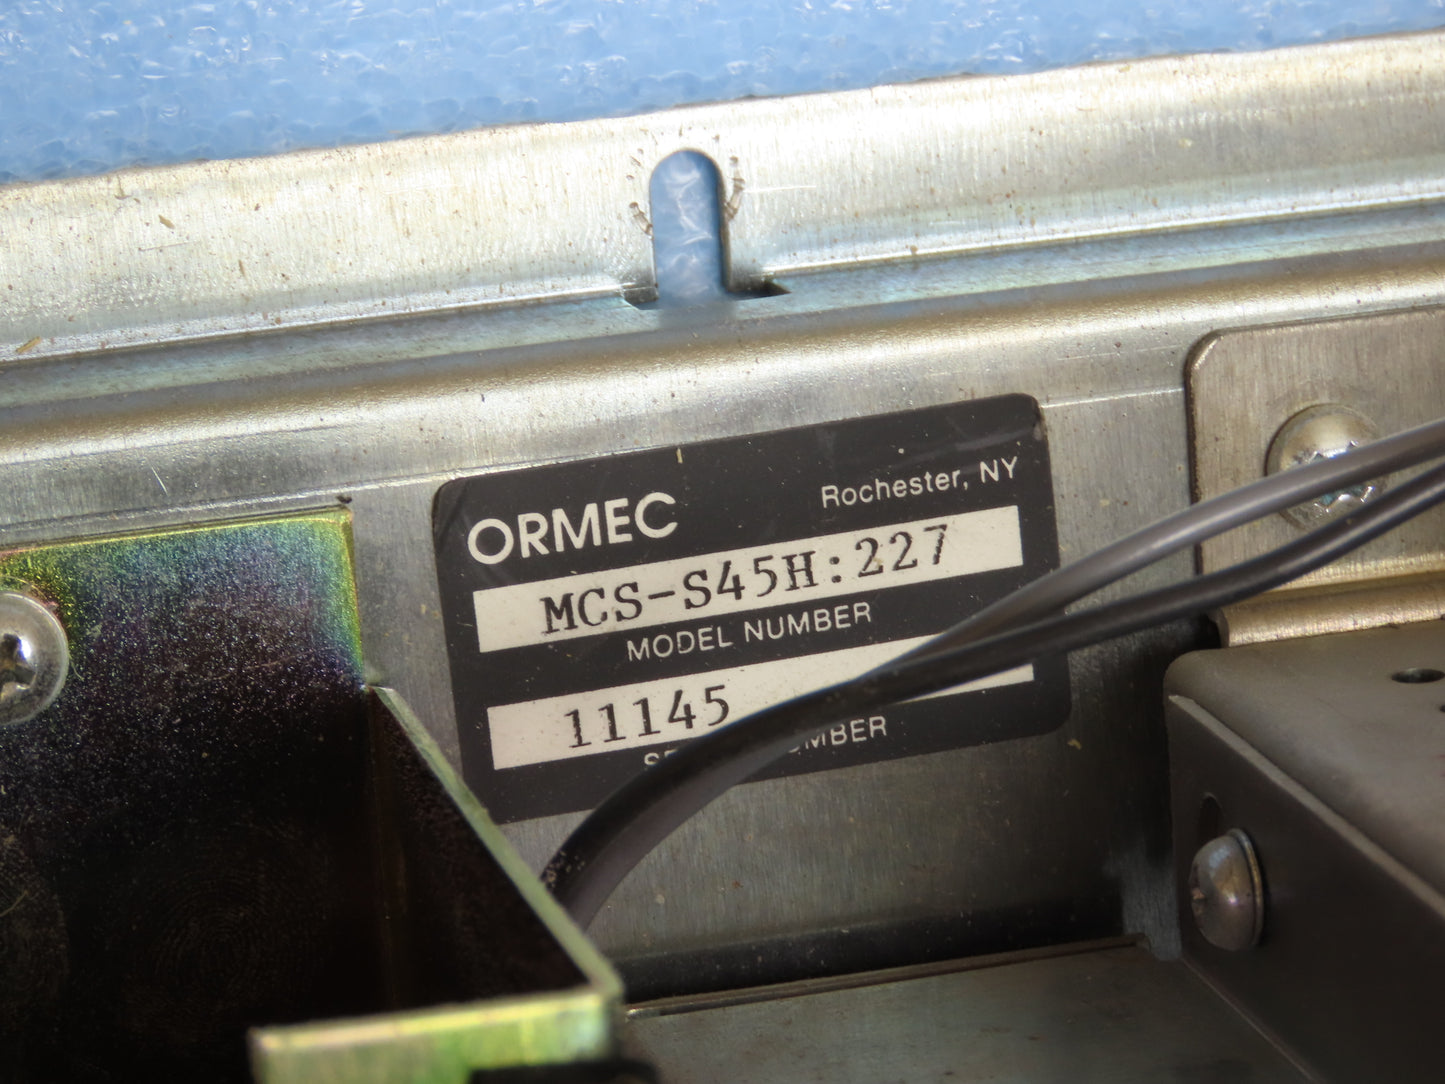 ORMEC
Rochester, NY
MCS-S45H:227
MODEL NUMBER
11145